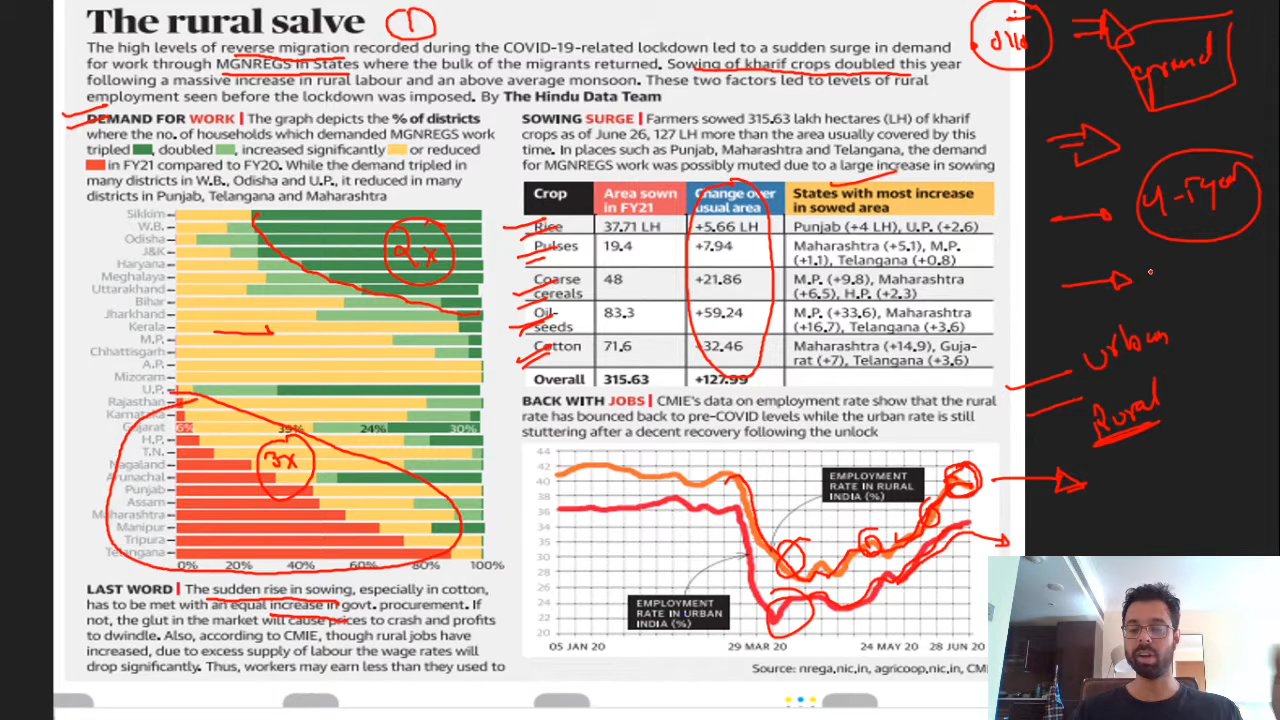 The rural salve
1
The high levels of reverse migration recorded during the COVID-19-related lockdown led to a sudden surge in demand
for work through MGNREGS in States where the bulk of the migrants returned. Sowing of kharif crops doubled this year
following a massive increase in rural labour and an above average monsoon. These two factors led to levels of rural
employment seen before the lockdown was imposed. By The Hindu Data Team
DEMAND FOR WORK | The graph depicts the % of districts
where the no. of households which demanded MGNREGS work
tripled, doubled, increased significantly or reduced
in FY21 compared to FY20. While the demand tripled in
many districts in W.B., Odisha and U.P., it reduced in many
districts in Punjab, Telangana and Maharashtra
Sikkim
W.B.
Odisha
J&K
Haryana
Meghalaya
Uttarakhand
Bihar
Jharkhand
Kerala
M.P.
Chhattisgarh
A.P.
Mizoram
U.P.
Rajasthan
Karnataka
Gujarat 6% 39% 24% 30%
H.P.
T.N.
Nagaland
Arunachal
Punjab
Assam
Maharashtra
Manipur
Tripura
Telangana
0% 20% 40% 60% 80% 100%
2x
3x
LAST WORD | The sudden rise in sowing, especially in cotton,
has to be met with an equal increase in govt. procurement. If
not, the glut in the market will cause prices to crash and profits
to dwindle. Also, according to CMIE, though rural jobs have
increased, due to excess supply of labour the wage rates will
drop significantly. Thus, workers may earn less than they used to
SOWING SURGE | Farmers sowed 315.63 lakh hectares (LH) of kharif
crops as of June 26, 127 LH more than the area usually covered by this
time. In places such as Punjab, Maharashtra and Telangana, the demand
for MGNREGS work was possibly muted due to a large increase in sowing
Crop Area sown in FY21 Change over usual area States with most increase in sowed area
Rice 37.71 LH +5.66 LH Punjab (+4 LH), U.P. (+2.6)
Pulses 19.4 +7.94 Maharashtra (+5.1), M.P.
(+1.1), Telangana (+0.8)
Coarse cereals 48 +21.86 M.P. (+9.8), Maharashtra
(+6.5), H.P. (+2.3)
Oil-seeds 83.3 +59.24 M.P. (+33.6), Maharashtra
(+16.7), Telangana (+3.6)
Cotton 71.6 +32.46 Maharashtra (+14.9), Guja-
rat (+7), Telangana (+3.6)
Overall 315.63 +127.99
BACK WITH JOBS | CMIE's data on employment rate show that the rural
rate has bounced back to pre-COVID levels while the urban rate is still
stuttering after a decent recovery following the unlock
44
42
40
38
36
34
32
30
28
26
24
22
20
EMPLOYMENT
RATE IN RURAL
INDIA (%)
EMPLOYMENT
RATE IN URBAN
INDIA (%)
05 JAN 20 29 MAR 20 24 MAY 20 28 JUN 20
Source: nrega.nic.in, agricoop.nic.in, CMI
Urban
Rural